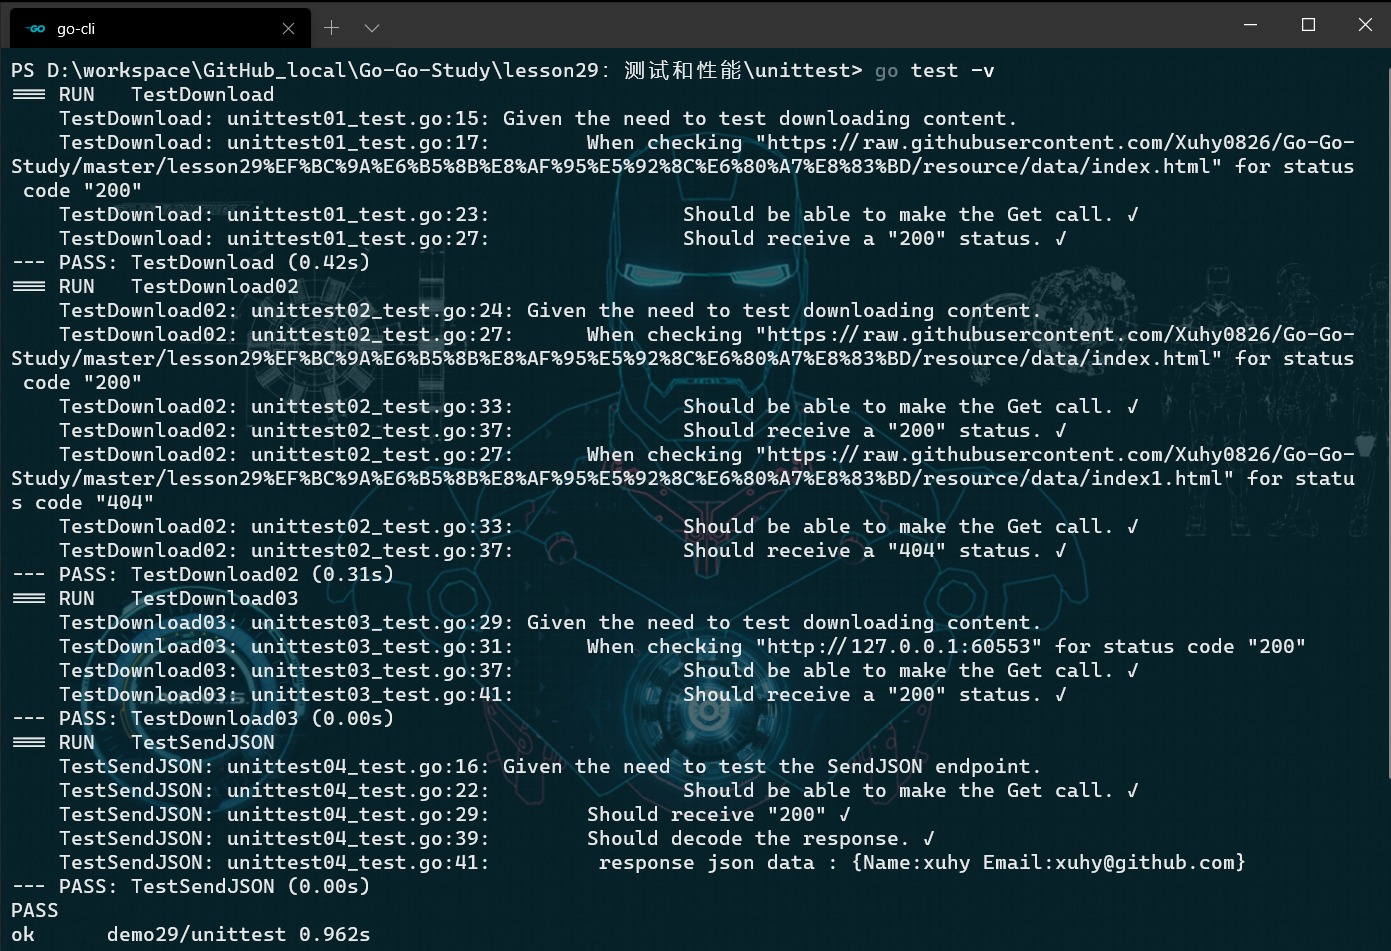 GO go-cli
PS D:\workspace\GitHub_local\Go-Go-Study\lesson29：测试和性能\unittest> go test -v
=== RUN   TestDownload
    TestDownload: unittest01_test.go:15: Given the need to test downloading content.
    TestDownload: unittest01_test.go:17:        When checking "https://raw.githubusercontent.com/Xuhy0826/Go-Go-
Study/master/lesson29%EF%BC%9A%E6%B5%8B%E8%AF%95%E5%92%8C%E6%80%A7%E8%83%BD/resource/data/index.html" for status
 code "200"
    TestDownload: unittest01_test.go:23:                Should be able to make the Get call. ✓
    TestDownload: unittest01_test.go:27:                Should receive a "200" status. ✓
--- PASS: TestDownload (0.42s)
=== RUN   TestDownload02
    TestDownload02: unittest02_test.go:24: Given the need to test downloading content.
    TestDownload02: unittest02_test.go:27:      When checking "https://raw.githubusercontent.com/Xuhy0826/Go-Go-
Study/master/lesson29%EF%BC%9A%E6%B5%8B%E8%AF%95%E5%92%8C%E6%80%A7%E8%83%BD/resource/data/index.html" for status
 code "200"
    TestDownload02: unittest02_test.go:33:              Should be able to make the Get call. ✓
    TestDownload02: unittest02_test.go:37:              Should receive a "200" status. ✓
    TestDownload02: unittest02_test.go:27:      When checking "https://raw.githubusercontent.com/Xuhy0826/Go-Go-
Study/master/lesson29%EF%BC%9A%E6%B5%8B%E8%AF%95%E5%92%8C%E6%80%A7%E8%83%BD/resource/data/index1.html" for statu
s code "404"
    TestDownload02: unittest02_test.go:33:              Should be able to make the Get call. ✓
    TestDownload02: unittest02_test.go:37:              Should receive a "404" status. ✓
--- PASS: TestDownload02 (0.31s)
=== RUN   TestDownload03
    TestDownload03: unittest03_test.go:29: Given the need to test downloading content.
    TestDownload03: unittest03_test.go:31:      When checking "http://127.0.0.1:60553" for status code "200"
    TestDownload03: unittest03_test.go:37:              Should be able to make the Get call. ✓
    TestDownload03: unittest03_test.go:41:              Should receive a "200" status. ✓
--- PASS: TestDownload03 (0.00s)
=== RUN   TestSendJSON
    TestSendJSON: unittest04_test.go:16: Given the need to test the SendJSON endpoint.
    TestSendJSON: unittest04_test.go:22:                Should be able to make the Get call. ✓
    TestSendJSON: unittest04_test.go:29:        Should receive "200" ✓
    TestSendJSON: unittest04_test.go:39:        Should decode the response. ✓
    TestSendJSON: unittest04_test.go:41:         response json data : {Name:xuhy Email:xuhy@github.com}
--- PASS: TestSendJSON (0.00s)
PASS
ok      demo29/unittest 0.962s